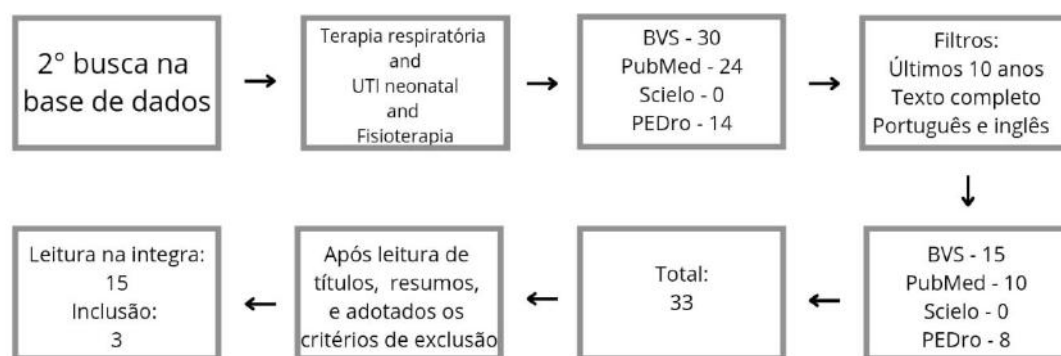 2° busca na
base de dados
Terapia respiratória
and
UTI neonatal
and
Fisioterapia
BVS - 30
PubMed - 24
Scielo - 0
PEDro - 14
Filtros:
Últimos 10 anos
Texto completo
Português e inglês
BVS - 15
PubMed - 10
Scielo - 0
PEDro - 8
Total:
33
Após leitura de
títulos, resumos,
e adotados os
critérios de exclusão
Leitura na integra:
15
Inclusão:
3